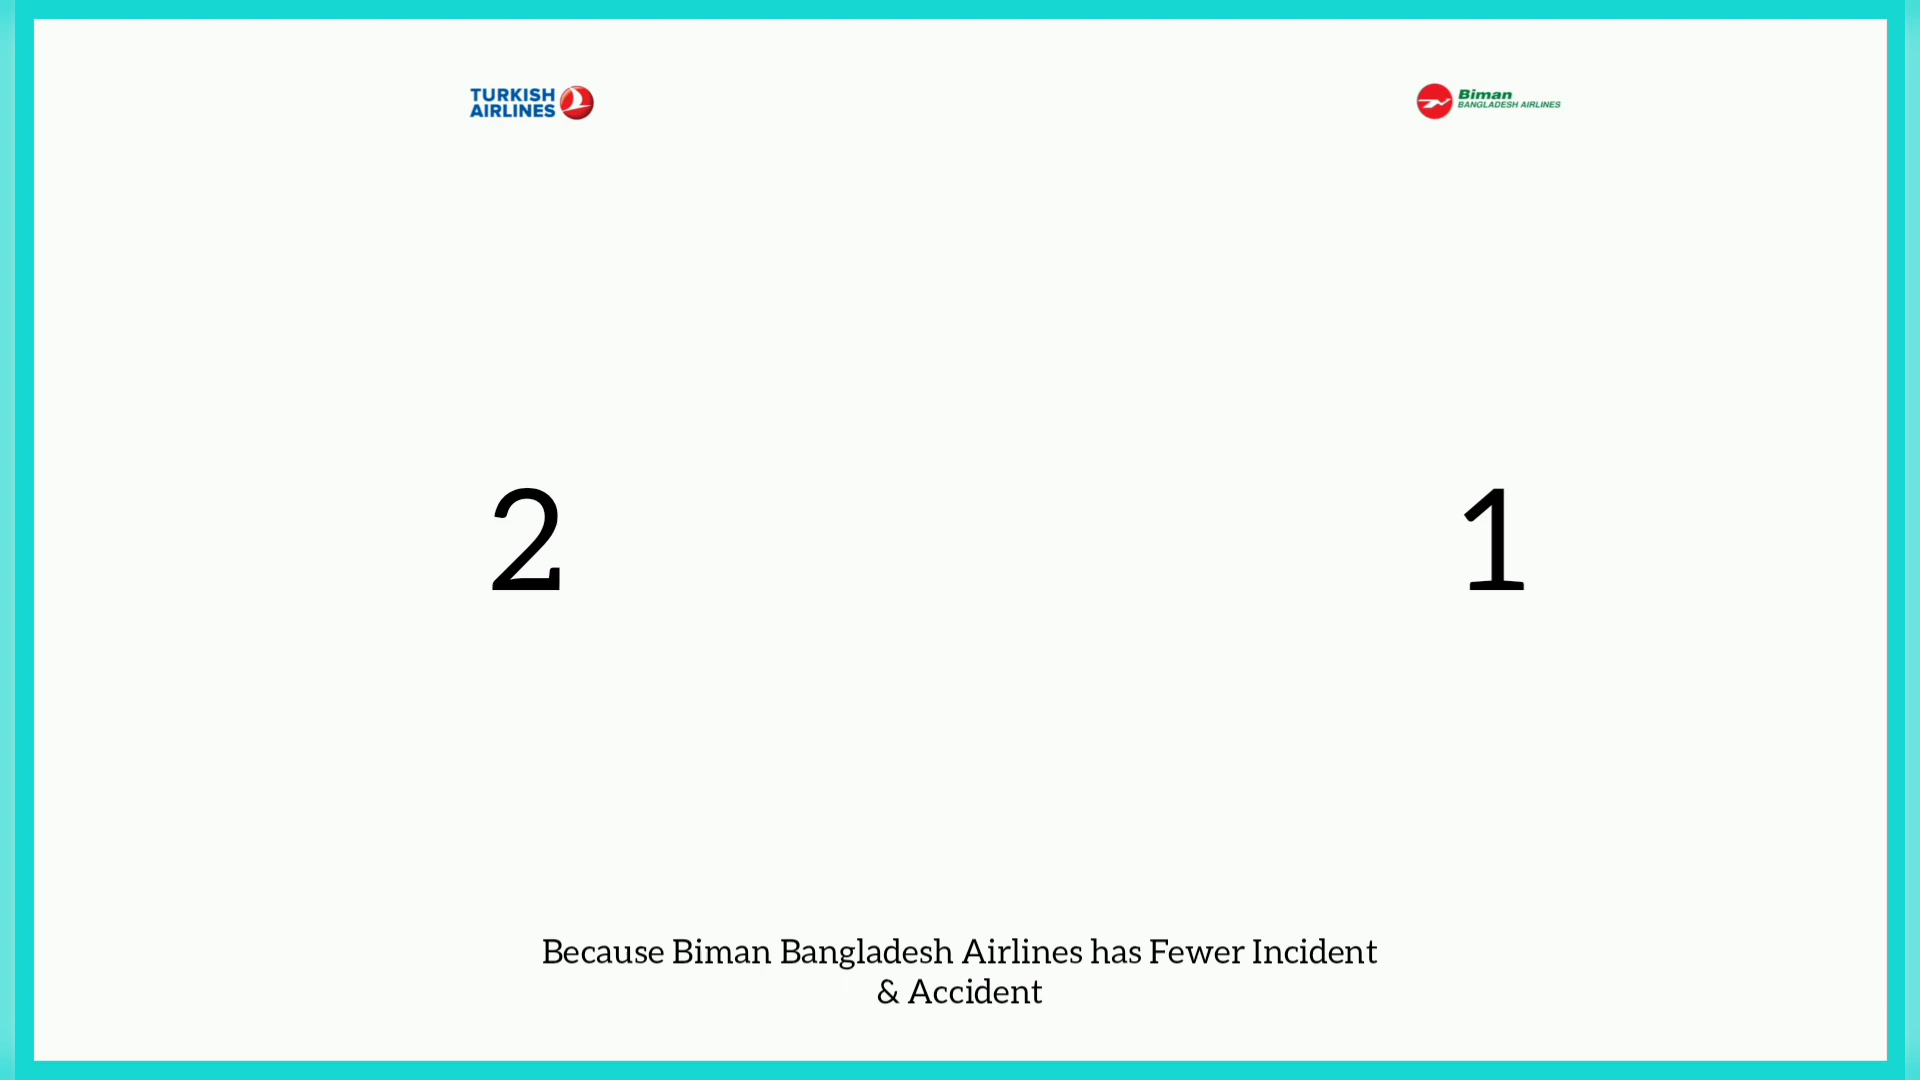 TURKISH
AIRLINES
Biman
BANGLADESH AIRLINES
2
1
Because Biman Bangladesh Airlines has Fewer Incident
& Accident